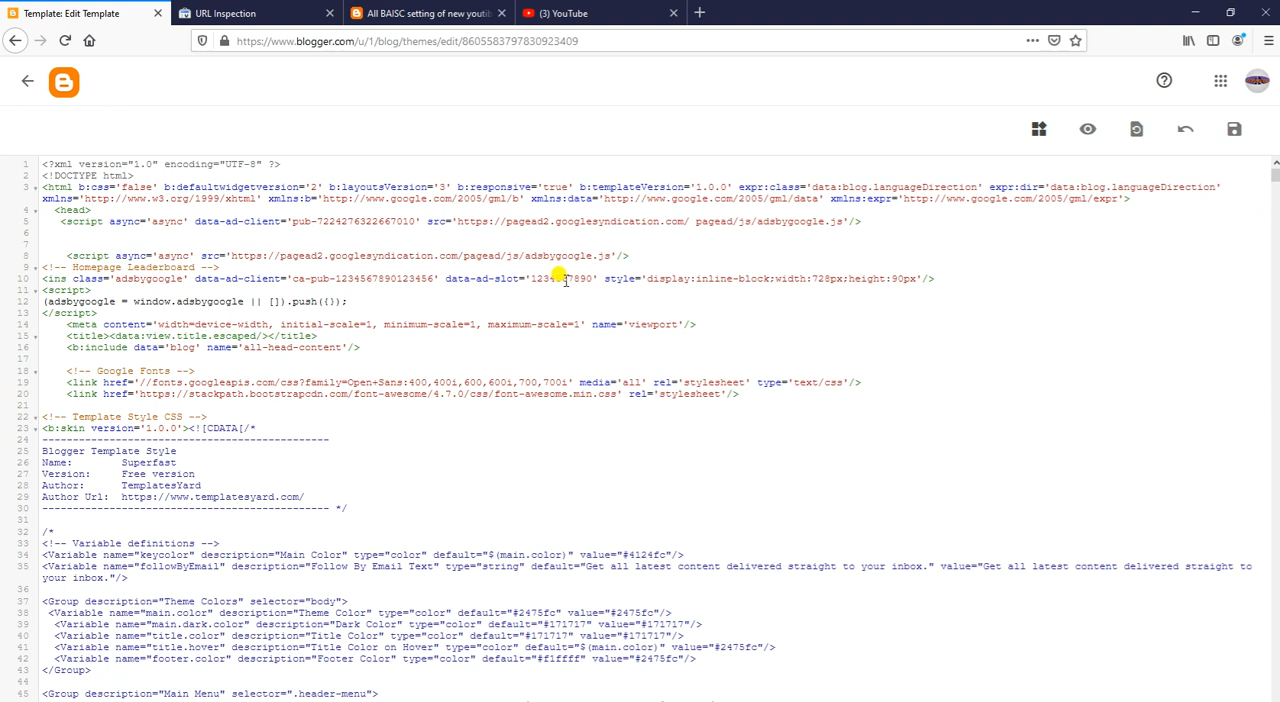 Template: Edit Template
URL Inspection
All BAISC setting of new youtib
(3) YouTube
https://www.blogger.com/u/1/blog/themes/edit/8605583797830923409
1 <?xml version="1.0" encoding="UTF-8" ?>
2 <!DOCTYPE html>
3 <html b:css='false' b:defaultwidgetversion='2' b:layoutsVersion='3' b:responsive='true' b:templateVersion='1.0.0' expr:class='data:blog.languageDirection' expr:dir='data:blog.languageDirection'
xmlns='http://www.w3.org/1999/xhtml' xmlns:b='http://www.google.com/2005/gml/b' xmlns:data='http://www.google.com/2005/gml/data' xmlns:expr='http://www.google.com/2005/gml/expr'>
4 <head>
5 <script async='async' data-ad-client='pub-7224276322667010' src='https://pagead2.googlesyndication.com/ pagead/js/adsbygoogle.js'/>
6
7
8 <script async='async' src='https://pagead2.googlesyndication.com/pagead/js/adsbygoogle.js'/>
9 <!-- Homepage Leaderboard -->
10 <ins class='adsbygoogle' data-ad-client='ca-pub-1234567890123456' data-ad-slot='1234567890' style='display:inline-block;width:728px;height:90px'/>
11 <script>
12 (adsbygoogle = window.adsbygoogle || []).push({});
13 </script>
14 <meta content='width=device-width, initial-scale=1, minimum-scale=1, maximum-scale=1' name='viewport'/>
15 <title><data:view.title.escaped/></title>
16 <b:include data='blog' name='all-head-content'/>
17
18 <!-- Google Fonts -->
19 <link href='//fonts.googleapis.com/css?family=Open+Sans:400,400i,600,600i,700,700i' media='all' rel='stylesheet' type='text/css'/>
20 <link href='https://stackpath.bootstrapcdn.com/font-awesome/4.7.0/css/font-awesome.min.css' rel='stylesheet'/>
21
22 <!-- Template Style CSS -->
23 <b:skin version='1.0.0'><![CDATA[/*
24 -----------------------------------------------
25 Blogger Template Style
26 Name: Superfast
27 Version: Free version
28 Author: TemplatesYard
29 Author Url: https://www.templatesyard.com/
30 ----------------------------------------------- */
31
32 /*
33 <!-- Variable definitions -->
34 <Variable name="keycolor" description="Main Color" type="color" default="$(main.color)" value="#4124fc"/>
35 <Variable name="followByEmail" description="Follow By Email Text" type="string" default="Get all latest content delivered straight to your inbox." value="Get all latest content delivered straight to
your inbox."/>
36
37 <Group description="Theme Colors" selector="body">
38 <Variable name="main.color" description="Theme Color" type="color" default="#2475fc" value="#2475fc"/>
39 <Variable name="main.dark.color" description="Dark Color" type="color" default="#171717" value="#171717"/>
40 <Variable name="title.color" description="Title Color" type="color" default="#171717" value="#171717"/>
41 <Variable name="title.hover" description="Title Color on Hover" type="color" default="$(main.color)" value="#2475fc"/>
42 <Variable name="footer.color" description="Footer Color" type="color" default="#f1ffff" value="#2475fc"/>
43 </Group>
44
45 <Group description="Main Menu" selector=".header-menu">